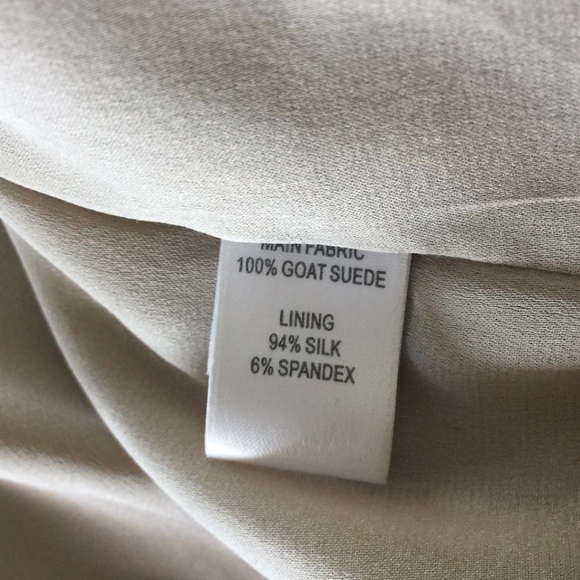 MAIN FABRIC
100% GOAT SUEDE
LINING
94% SILK
6% SPANDEX